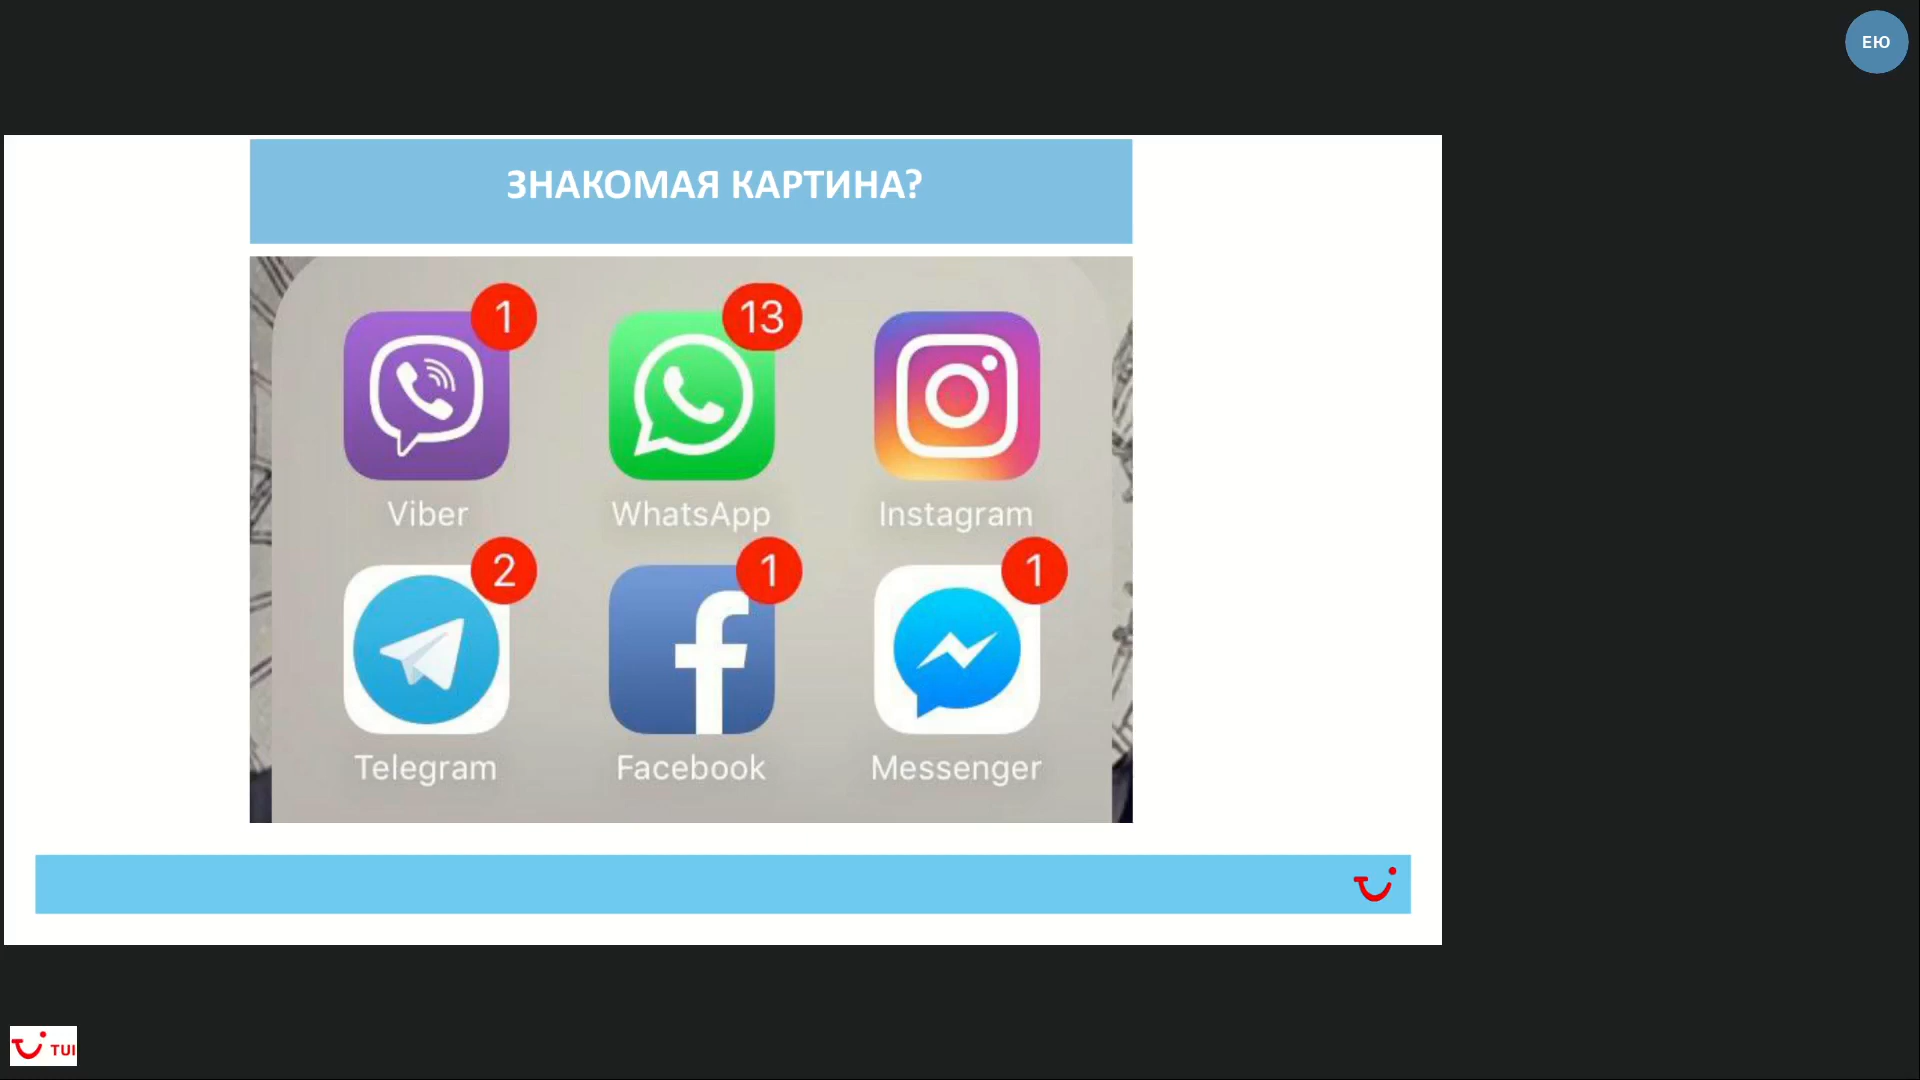 ЕЮ
ЗНАКОМАЯ КАРТИНА?
1
13
Viber
WhatsApp
Instagram
2
1
1
Telegram
Facebook
Messenger
TUI